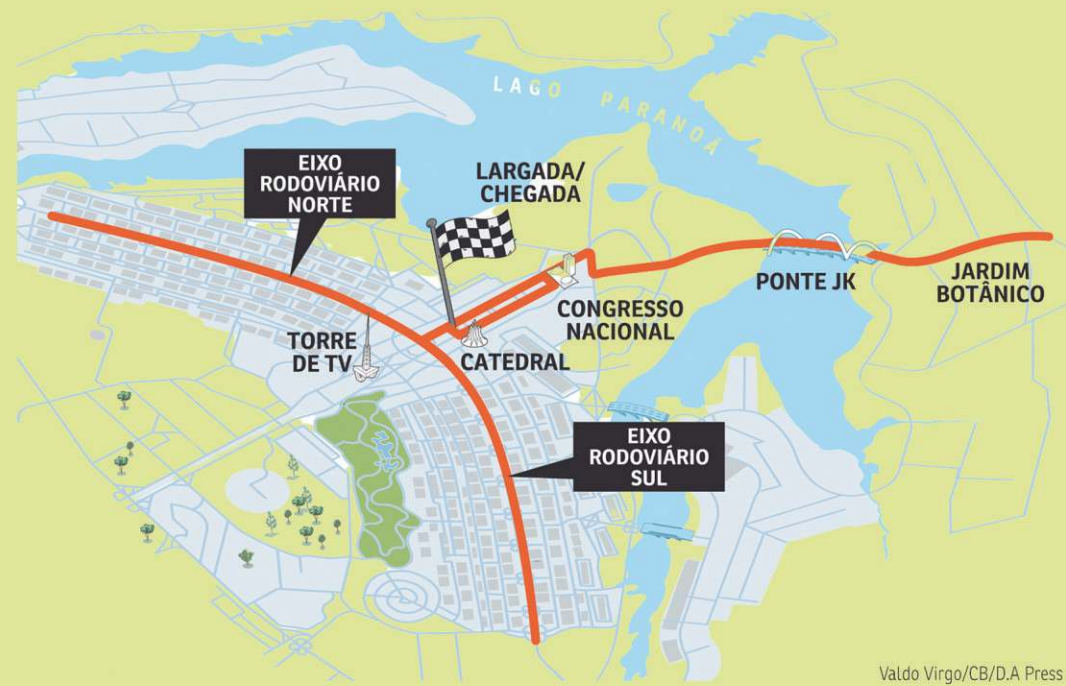 LAGO PARANOÁ
EIXO
RODOVIÁRIO
NORTE
LARGADA/
CHEGADA
PONTE JK
JARDIM
BOTÂNICO
CONGRESSO
NACIONAL
TORRE
DE TV
CATEDRAL
EIXO
RODOVIÁRIO
SUL
Valdo Virgo/CB/D.A Press